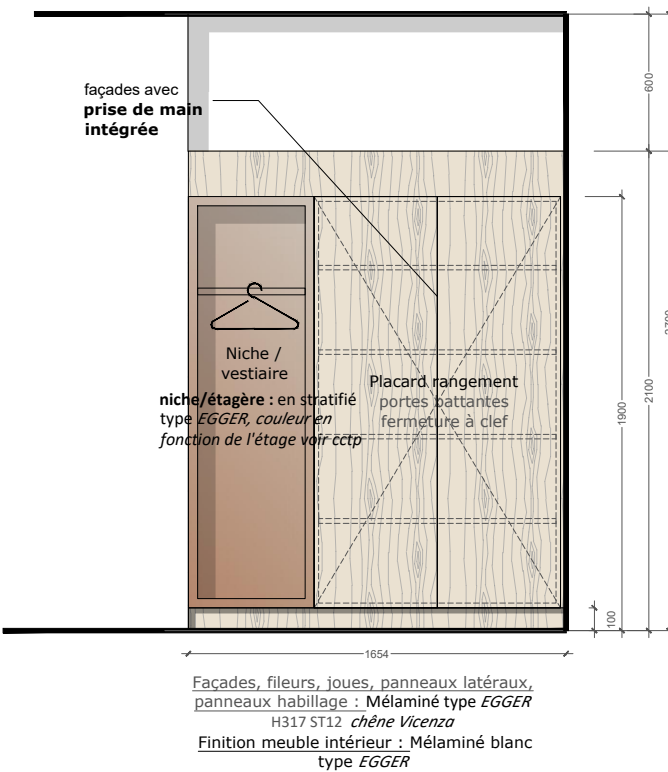 façades avec
prise de main
intégrée
600
Niche /
vestiaire
niche/étagère : en stratifié
type EGGER, couleur en
fonction de l'étage voir cctp
Placard rangement
portes battantes
fermeture à clef
2100
1900
100
1654
Façades, fileurs, joues, panneaux latéraux,
panneaux habillage : Mélaminé type EGGER
H317 ST12 chêne Vicenza
Finition meuble intérieur : Mélaminé blanc
type EGGER